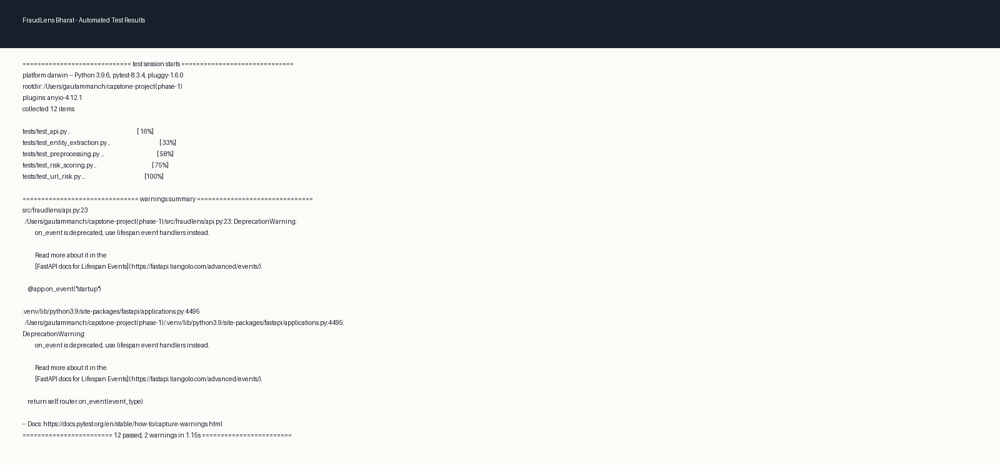 FraudLens Bharat - Automated Test Results
============================= test session starts ==============================
platform darwin -- Python 3.9.6, pytest-8.3.4, pluggy-1.6.0
rootdir: /Users/gautammanch/capstone-project(phase-1)
plugins: anyio-4.12.1
collected 12 items
tests/test_api.py .. [ 16%]
tests/test_entity_extraction.py .. [ 33%]
tests/test_preprocessing.py ... [ 58%]
tests/test_risk_scoring.py .. [ 75%]
tests/test_url_risk.py ... [100%]
=============================== warnings summary ===============================
src/fraudlens/api.py:23
/Users/gautammanch/capstone-project(phase-1)/src/fraudlens/api.py:23: DeprecationWarning:
on_event is deprecated, use lifespan event handlers instead.
Read more about it in the
[FastAPI docs for Lifespan Events](https://fastapi.tiangolo.com/advanced/events/).
@app.on_event("startup")
.venv/lib/python3.9/site-packages/fastapi/applications.py:4495
/Users/gautammanch/capstone-project(phase-1)/.venv/lib/python3.9/site-packages/fastapi/applications.py:4495:
DeprecationWarning:
on_event is deprecated, use lifespan event handlers instead.
Read more about it in the
[FastAPI docs for Lifespan Events](https://fastapi.tiangolo.com/advanced/events/).
return self.router.on_event(event_type)
-- Docs: https://docs.pytest.org/en/stable/how-to/capture-warnings.html
======================== 12 passed, 2 warnings in 1.15s ========================